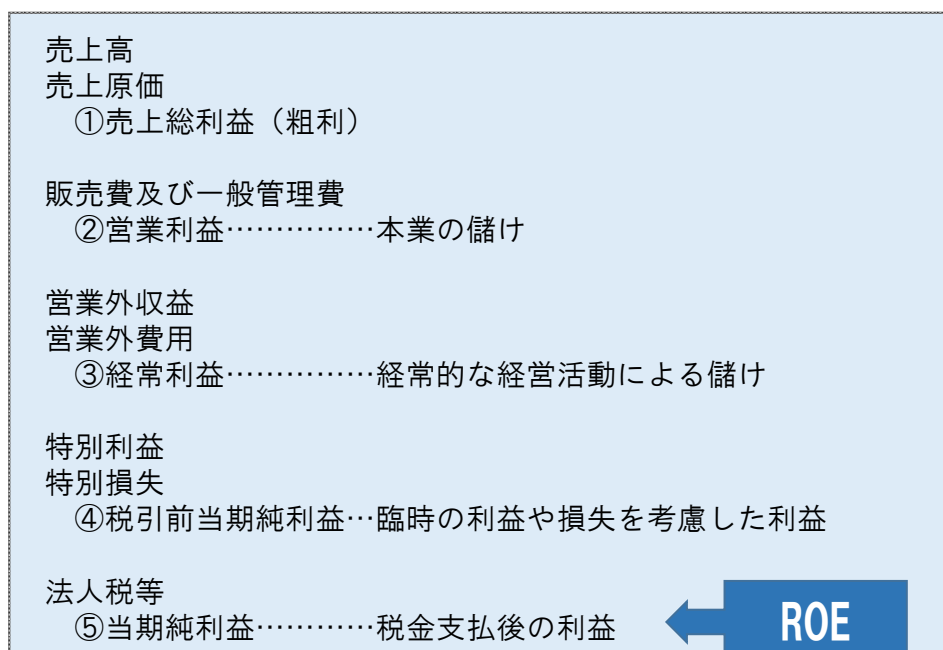 売上高
売上原価
①売上総利益（粗利）
販売費及び一般管理費
②営業利益……………本業の儲け
営業外収益
営業外費用
③経常利益……………経常的な経営活動による儲け
特別利益
特別損失
④税引前当期純利益…臨時の利益や損失を考慮した利益
法人税等
⑤当期純利益…………税金支払後の利益
ROE